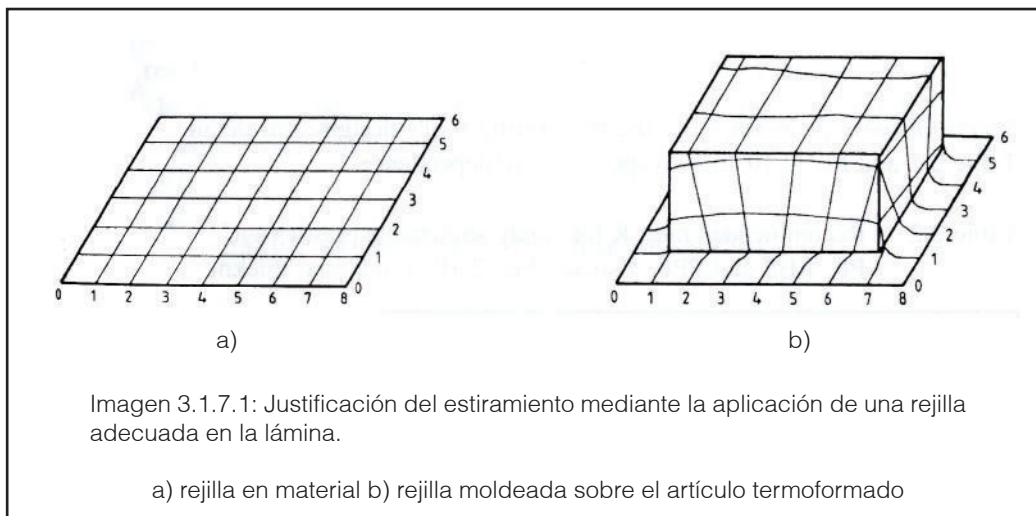 6
5
4
3
2
1
0
0 1 2 3 4 5 6 7 8
a)
6
5
4
3
2
1
0
0 1 2 3 4 5 6 7 8
b)
Imagen 3.1.7.1: Justificación del estiramiento mediante la aplicación de una rejilla
adecuada en la lámina.
a) rejilla en material b) rejilla moldeada sobre el artículo termoformado